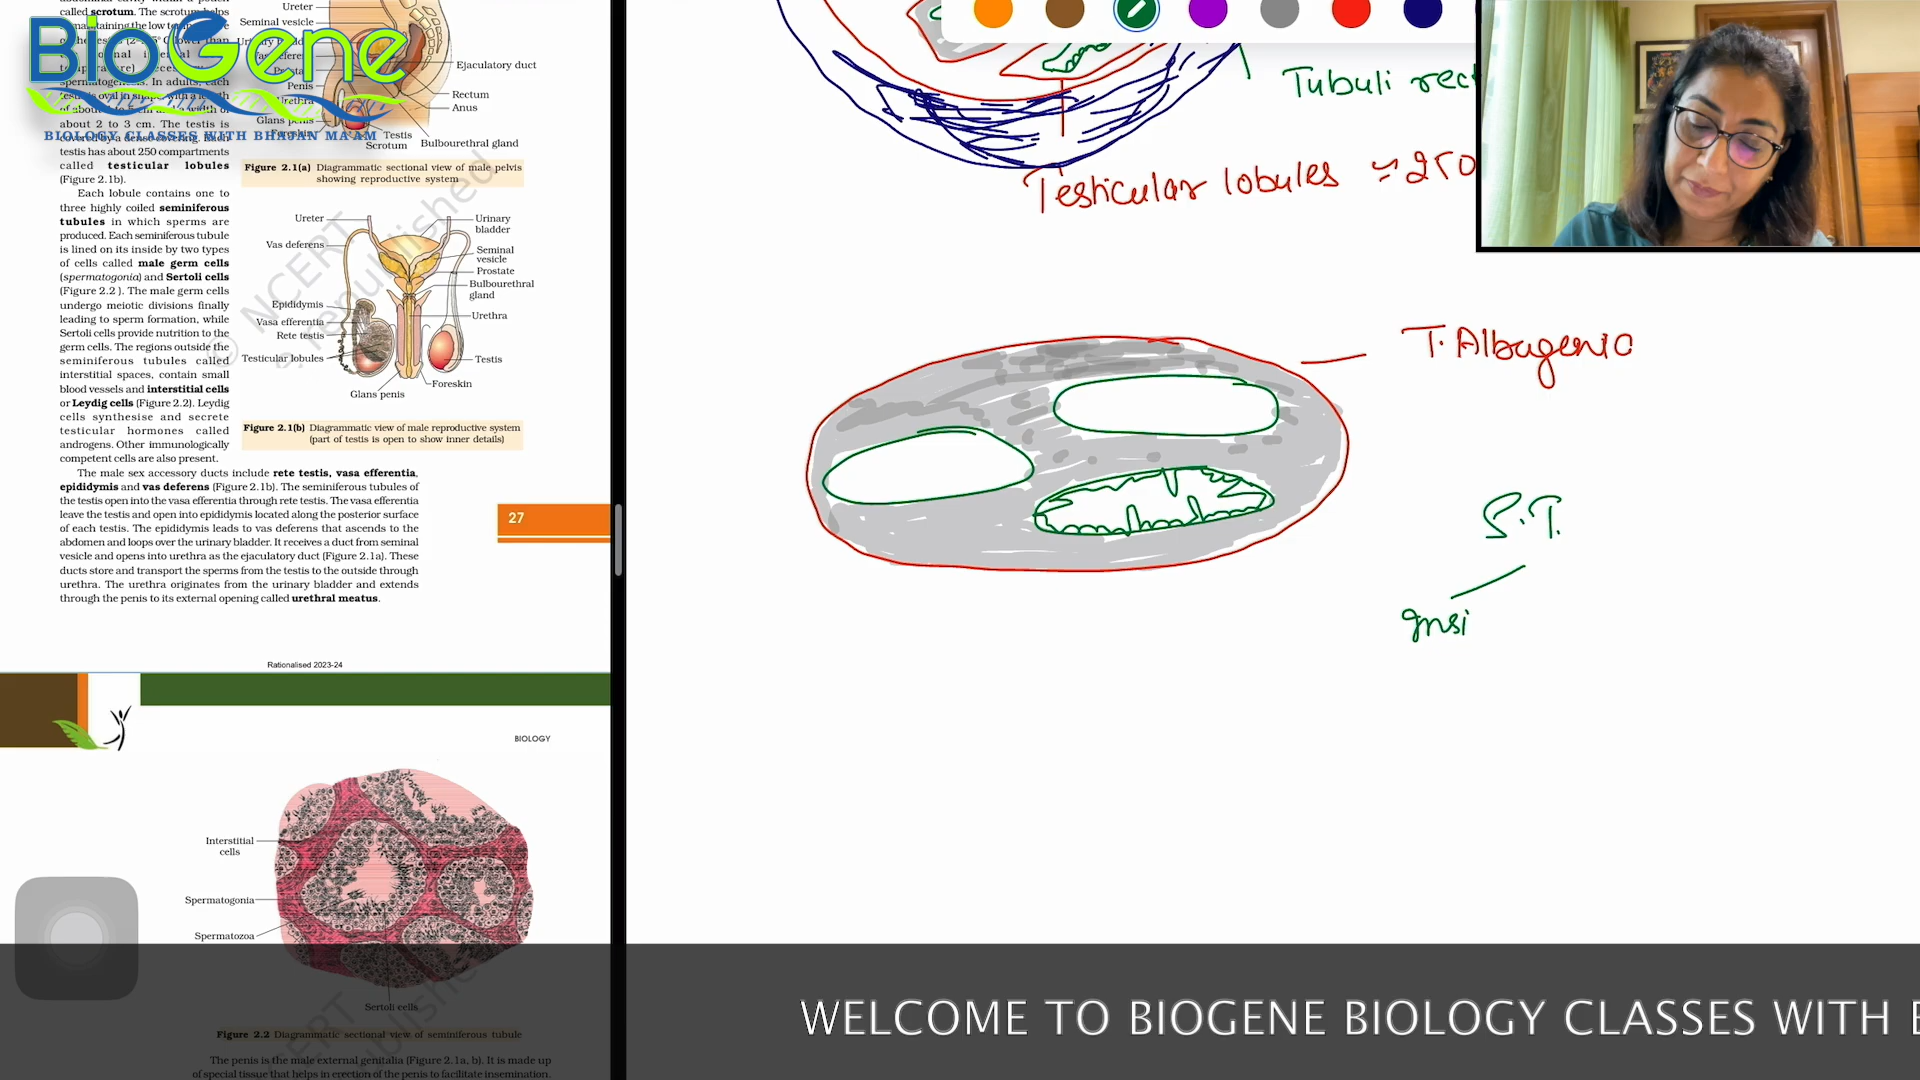 called scrotum. The scrotum helps
BioGene
BIOLOGY CLASSES WITH BHAGAN MA'AM
about 2 to 3 cm. The testis is
testis has about 250 compartments
called testicular lobules
(Figure 2.1b).
Ureter
Seminal vesicle
Penis
Ejaculatory duct
Rectum
Anus
Testis
Scrotum
Bulbourethral gland
Figure 2.1(a) Diagrammatic sectional view of male pelvis
showing reproductive system
Each lobule contains one to
three highly coiled seminiferous
tubules in which sperms are
produced. Each seminiferous tubule
is lined on its inside by two types
of cells called male germ cells
(spermatogonia) and Sertoli cells
(Figure 2.2 ). The male germ cells
undergo meiotic divisions finally
leading to sperm formation, while
Sertoli cells provide nutrition to the
germ cells. The regions outside the
seminiferous tubules called
interstitial spaces, contain small
blood vessels and interstitial cells
or Leydig cells (Figure 2.2). Leydig
cells synthesise and secrete
testicular hormones called
androgens. Other immunologically
competent cells are also present.
Ureter
Vas deferens
Epididymis
Vasa efferentia
Rete testis
Testicular lobules
Glans penis
Urinary
bladder
Seminal
vesicle
Prostate
Bulbourethral
gland
Urethra
Testis
Foreskin
© NCERT
Figure 2.1(b) Diagrammatic view of male reproductive system
(part of testis is open to show inner details)
The male sex accessory ducts include rete testis, vasa efferentia,
epididymis and vas deferens (Figure 2.1b). The seminiferous tubules of
the testis open into the vasa efferentia through rete testis. The vasa efferentia
leave the testis and open into epididymis located along the posterior surface
of each testis. The epididymis leads to vas deferens that ascends to the
abdomen and loops over the urinary bladder. It receives a duct from seminal
vesicle and opens into urethra as the ejaculatory duct (Figure 2.1a). These
ducts store and transport the sperms from the testis to the outside through
urethra. The urethra originates from the urinary bladder and extends
through the penis to its external opening called urethral meatus.
27
Rationalised 2023-24
BIOLOGY
Interstitial
cells
Spermatogonia
Spermatozoa
Sertoli cells
Figure 2.2 Diagrammatic sectional view of seminiferous tubule
The penis is the male external genitalia (Figure 2.1a, b). It is made up
of special tissue that helps in erection of the penis to facilitate insemination.
Tubuli rect
Testicular lobules ≃250
T. Albugenia
S.T.
Insi
WELCOME TO BIOGENE BIOLOGY CLASSES WITH